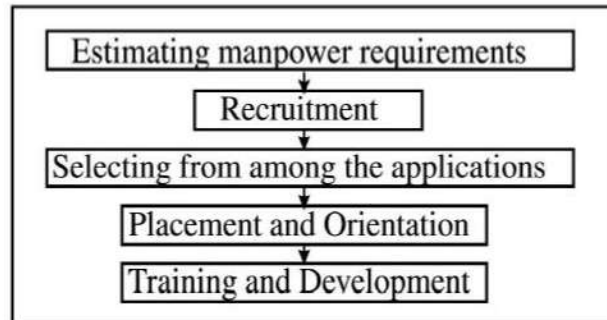 Estimating manpower requirements
Recruitment
Selecting from among the applications
Placement and Orientation
Training and Development